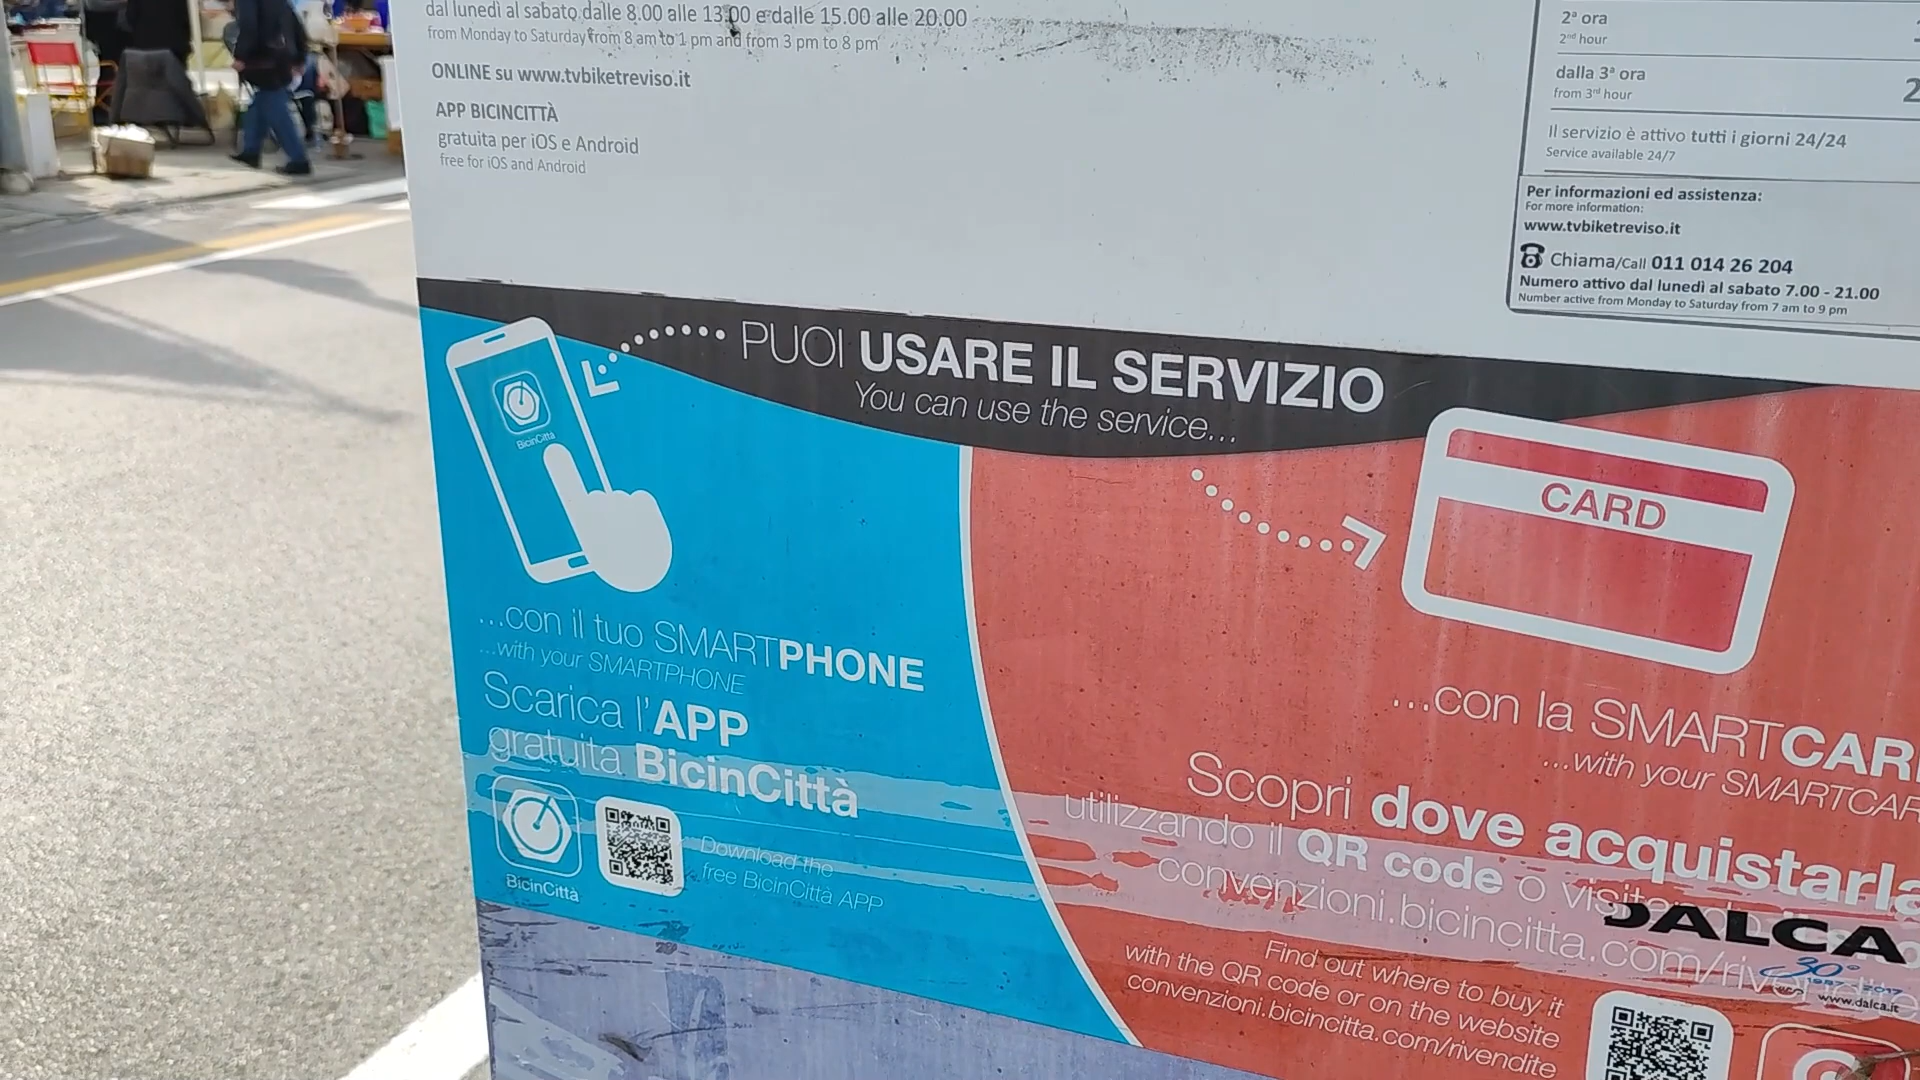 dal lunedì al sabato dalle 8.00 alle 13.00 e dalle 15.00 alle 20.00
from Monday to Saturday from 8 am to 1 pm and from 3 pm to 8 pm
ONLINE su www.tvbiketreviso.it
APP BICINCITTÀ
gratuita per iOS e Android
free for iOS and Android
2ª ora
2nd hour
dalla 3ª ora
from 3rd hour
Il servizio è attivo tutti i giorni 24/24
Service available 24/7
Per informazioni ed assistenza:
For more information:
www.tvbiketreviso.it
Chiama/Call 011 014 26 204
Numero attivo dal lunedì al sabato 7.00 - 21.00
Number active from Monday to Saturday from 7 am to 9 pm
PUOI USARE IL SERVIZIO
You can use the service...
BicinCittà
...con il tuo SMARTPHONE
...with your SMARTPHONE
Scarica l'APP
gratuita BicinCittà
BicinCittà
Download the
free BicinCittà APP
CARD
...con la SMARTCAR
...with your SMARTCAR
Scopri dove acquistarla
utilizzando il QR code o
convenzioni.bicincitta.com/rivendite
DALCA
30°
1987 2017
www.dalca.it
Find out where to buy it
with the QR code or on the website
convenzioni.bicincitta.com/rivendite